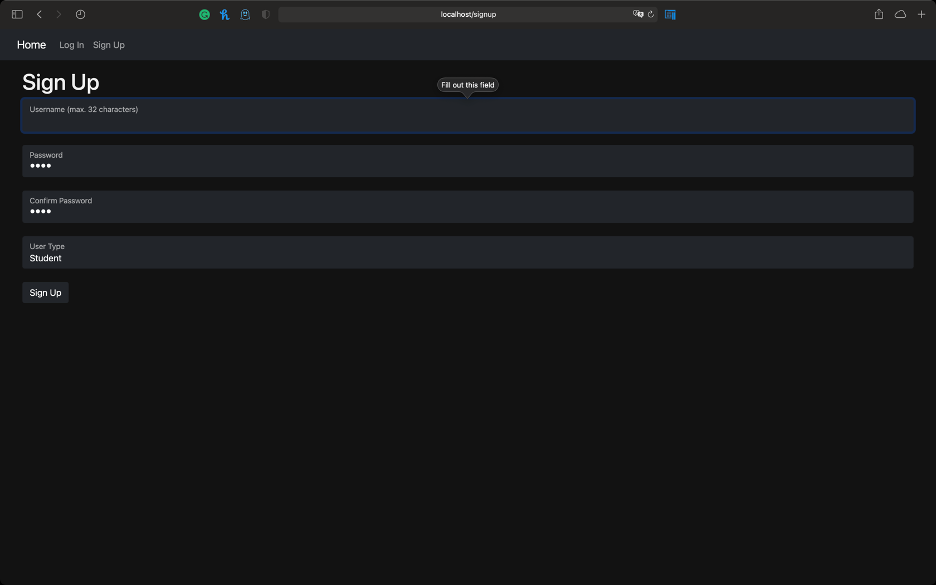 localhost/signup
Home Log In Sign Up
Sign Up
Fill out this field
Username (max. 32 characters)
Password
••••
Confirm Password
••••
User Type
Student
Sign Up